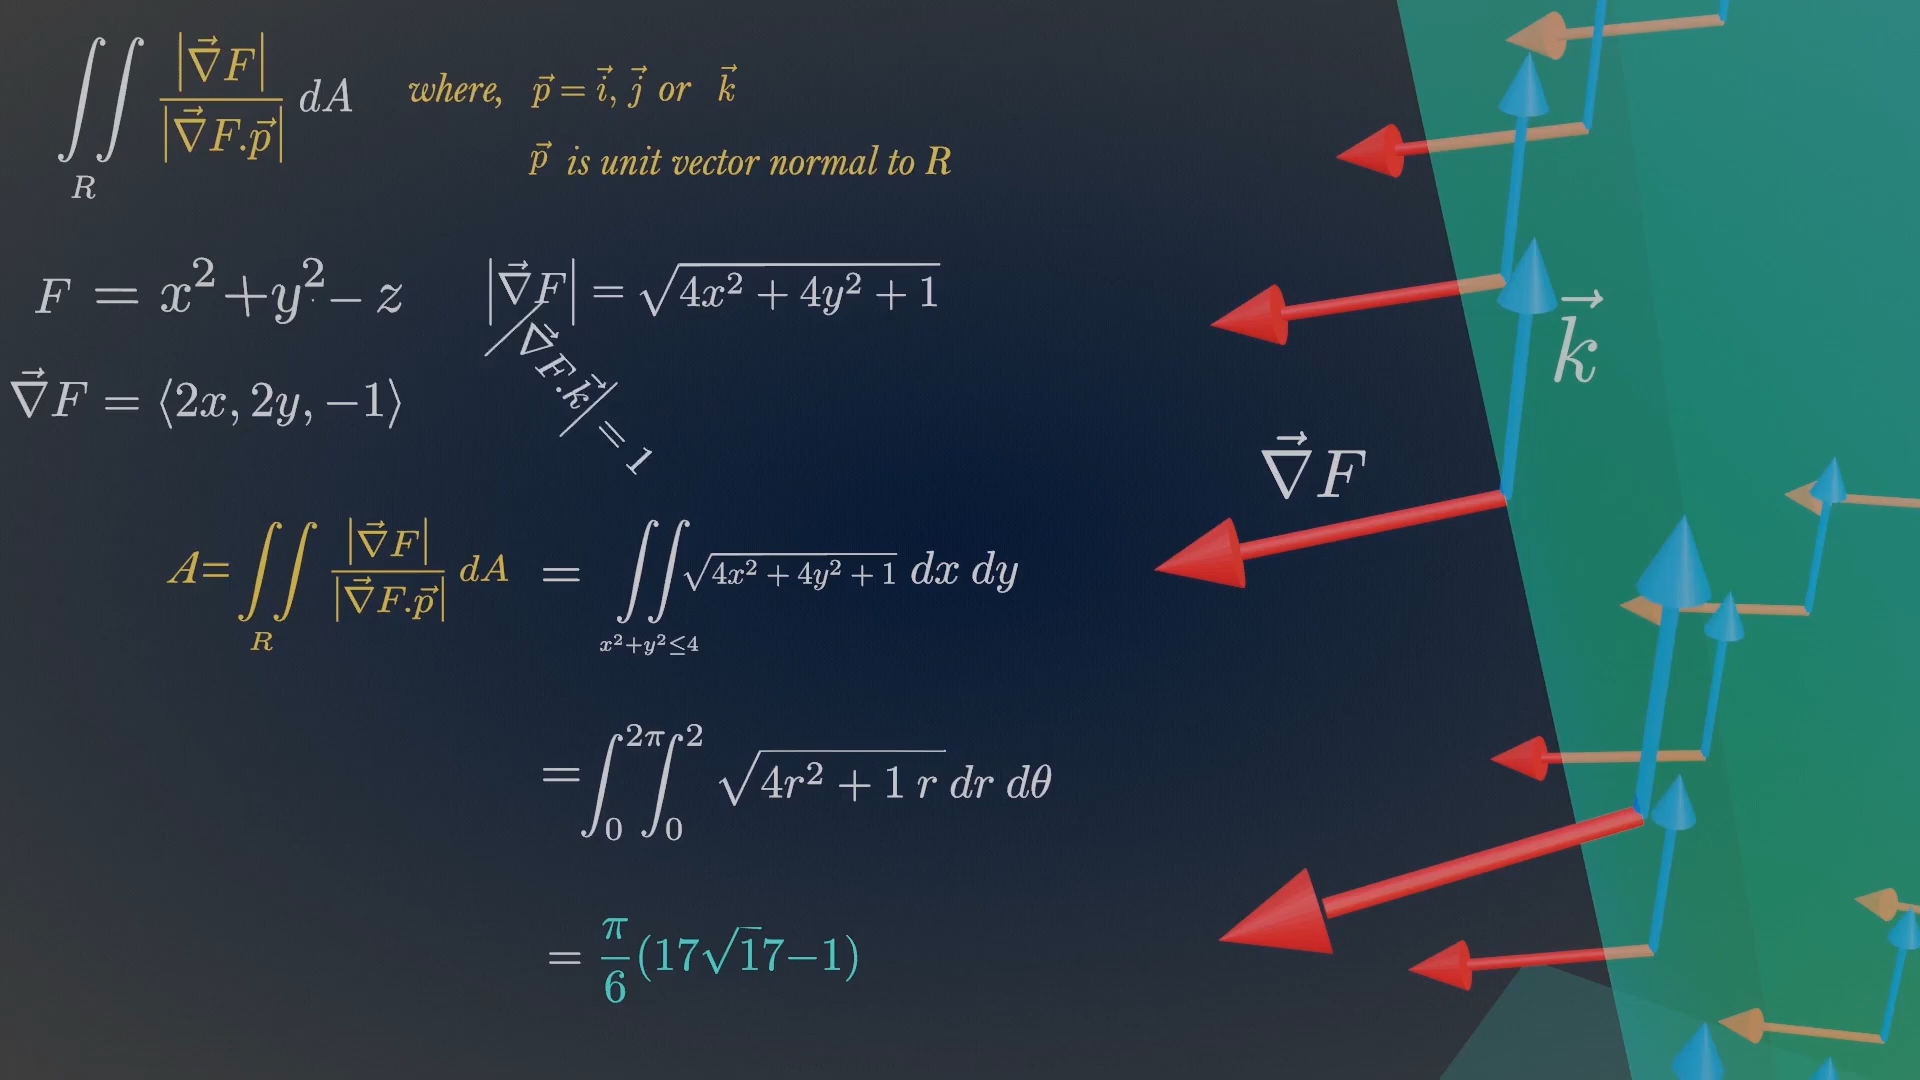 ∬_R |∇⃗F| / |∇⃗F.p⃗| dA where, p⃗ = i⃗, j⃗ or k⃗
p⃗ is unit vector normal to R
F = x² + y² − z |∇⃗F| = √(4x² + 4y² + 1)
|∇⃗F.k⃗| = 1
∇⃗F = ⟨2x, 2y, −1⟩
A= ∬_R |∇⃗F| / |∇⃗F.p⃗| dA = ∬_{x²+y²≤4} √(4x² + 4y² + 1) dx dy
= ∫₀^{2π} ∫₀^2 √(4r² + 1 r) dr dθ
= π/6 (17√17−1)
k⃗
∇⃗F